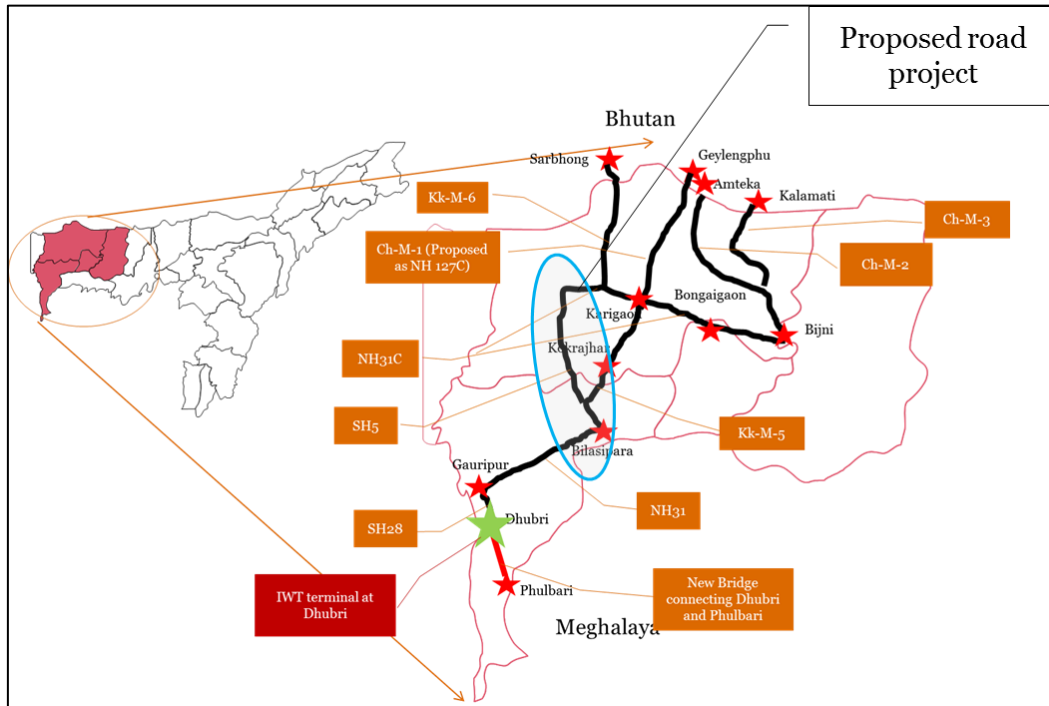 Proposed road
project
Bhutan
Sarbhong
Geylengphu
Amteka
Kalamati
Kk-M-6
Ch-M-3
Ch-M-1 (Proposed
as NH 127C)
Ch-M-2
Karigaon
Bongaigaon
Bijni
NH31C
Kokrajhar
SH5
Kk-M-5
Bilasipara
Gauripur
SH28
Dhubri
NH31
IWT terminal at
Dhubri
Phulbari
New Bridge
connecting Dhubri
and Phulbari
Meghalaya